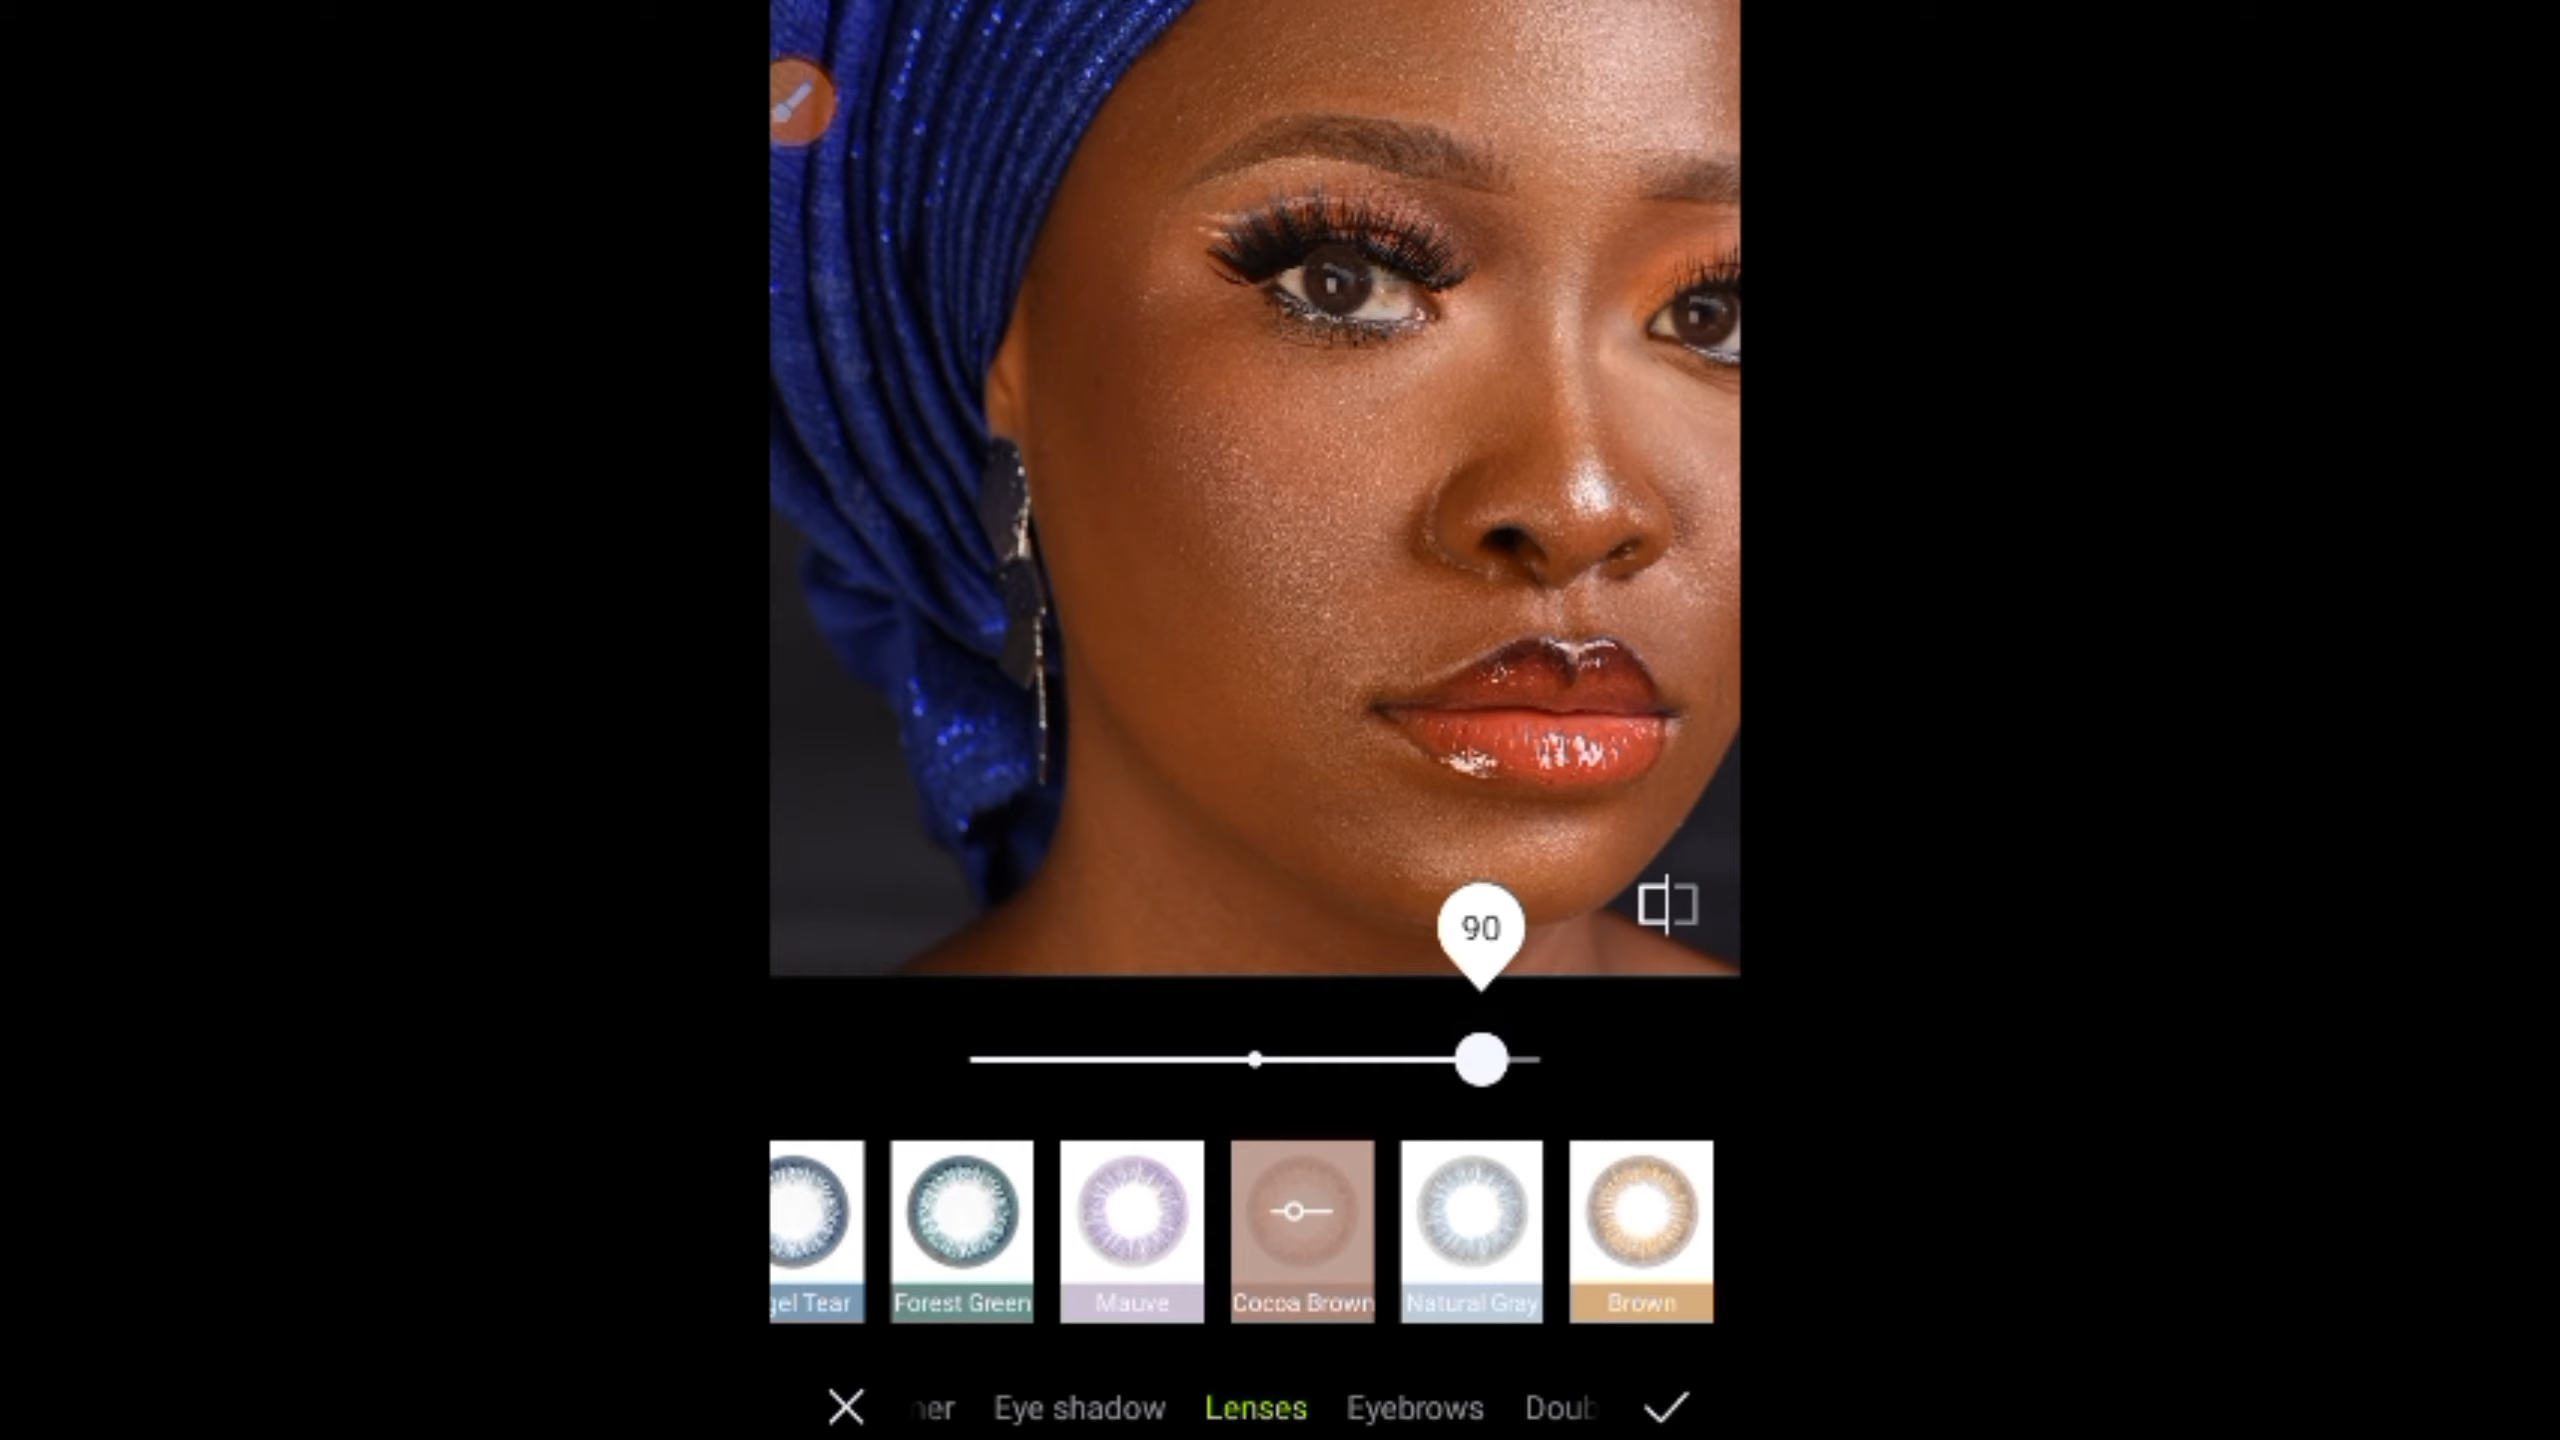 90
gel Tear
Forest Green
Mauve
Cocoa Brown
Natural Gray
Brown
ner Eye shadow Lenses Eyebrows Doub